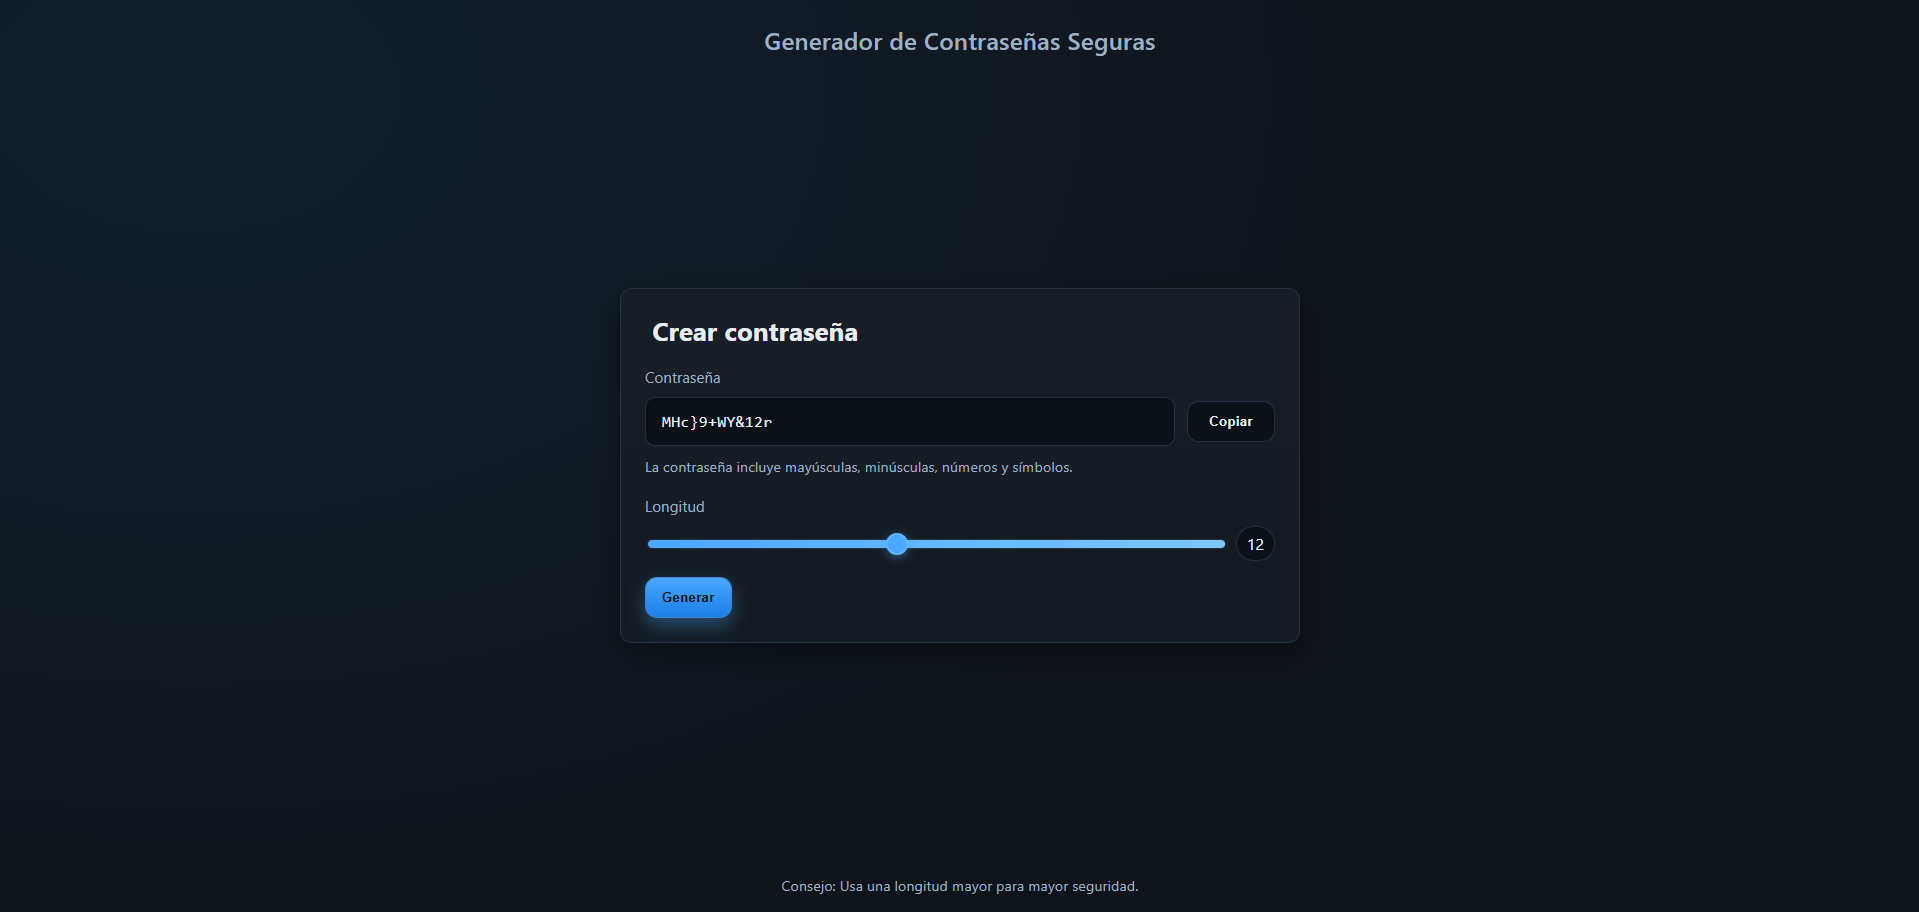 Generador de Contraseñas Seguras
Crear contraseña
Contraseña
MHc}9+WY&12r
Copiar
La contraseña incluye mayúsculas, minúsculas, números y símbolos.
Longitud
12
Generar
Consejo: Usa una longitud mayor para mayor seguridad.